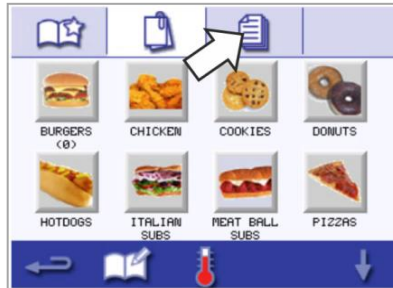 BURGERS CHICKEN COOKIES DONUTS
(0)
HOTDOGS ITALIAN MEAT BALL PIZZAS
SUBS SUBS